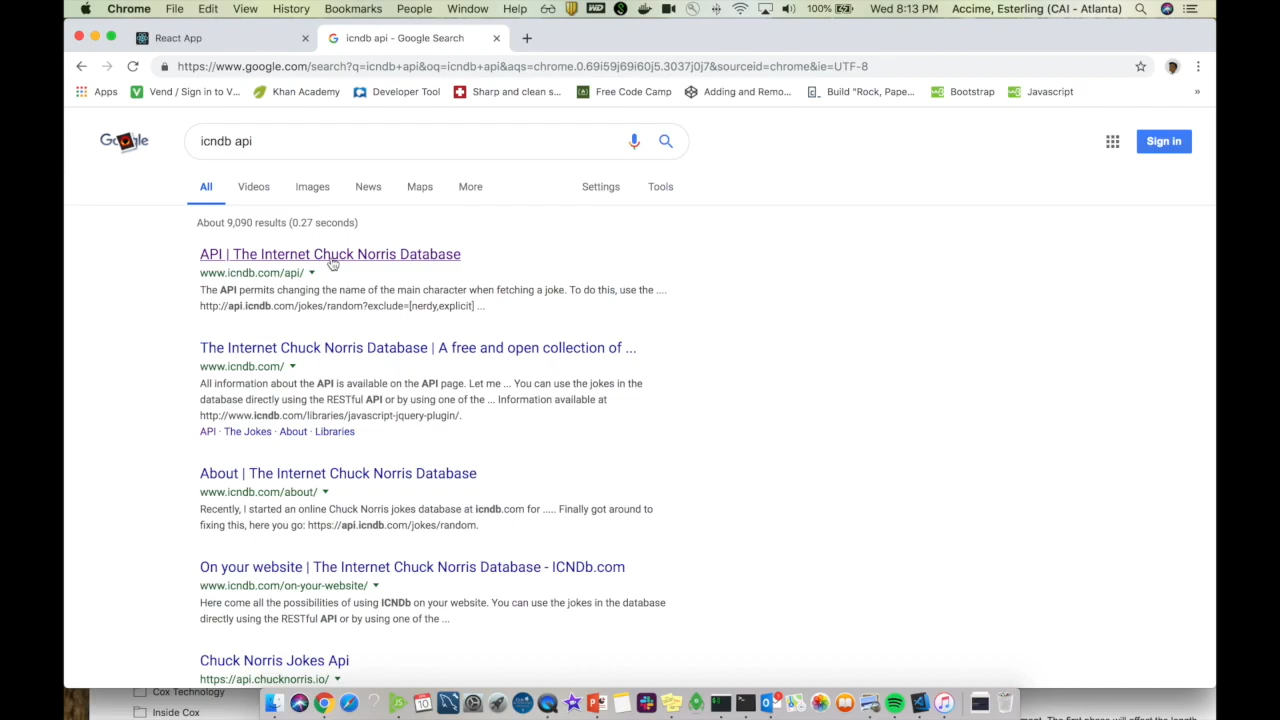 Chrome File Edit View History Bookmarks People Window Help 100% Wed 8:13 PM Accime, Esterling (CAI - Atlanta)
React App icndb api - Google Search
https://www.google.com/search?q=icndb+api&oq=icndb+api&aqs=chrome.0.69i59j69i60j5.3037j0j7&sourceid=chrome&ie=UTF-8
Apps Vend / Sign in to V... Khan Academy Developer Tool Sharp and clean s... Free Code Camp Adding and Remo... Build "Rock, Pape... Bootstrap Javascript »
icndb api
Sign in
All Videos Images News Maps More Settings Tools
About 9,090 results (0.27 seconds)
API | The Internet Chuck Norris Database
www.icndb.com/api/
The API permits changing the name of the main character when fetching a joke. To do this, use the ....
http://api.icndb.com/jokes/random?exclude=[nerdy,explicit] ...
The Internet Chuck Norris Database | A free and open collection of ...
www.icndb.com/
All information about the API is available on the API page. Let me ... You can use the jokes in the
database directly using the RESTful API or by using one of the ... Information available at
http://www.icndb.com/libraries/javascript-jquery-plugin/.
API · The Jokes · About · Libraries
About | The Internet Chuck Norris Database
www.icndb.com/about/
Recently, I started an online Chuck Norris jokes database at icndb.com for ..... Finally got around to
fixing this, here you go: https://api.icndb.com/jokes/random.
On your website | The Internet Chuck Norris Database - ICNDb.com
www.icndb.com/on-your-website/
Here come all the possibilities of using ICNDb on your website. You can use the jokes in the database
directly using the RESTful API or by using one of the ...
Chuck Norris Jokes Api
https://api.chucknorris.io/
Cox Technology
Inside Cox